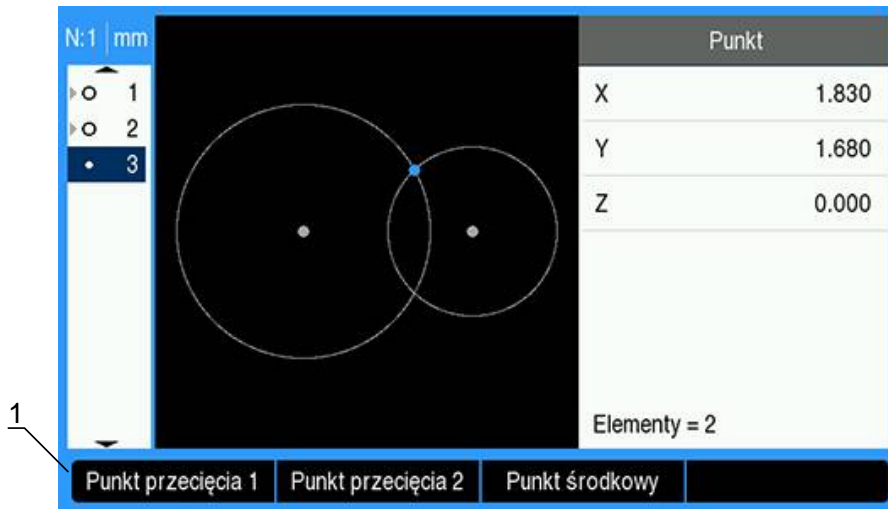 N:1 mm
Punkt
1
2
3
X 1.830
Y 1.680
Z 0.000
Elementy = 2
1
Punkt przecięcia 1
Punkt przecięcia 2
Punkt środkowy